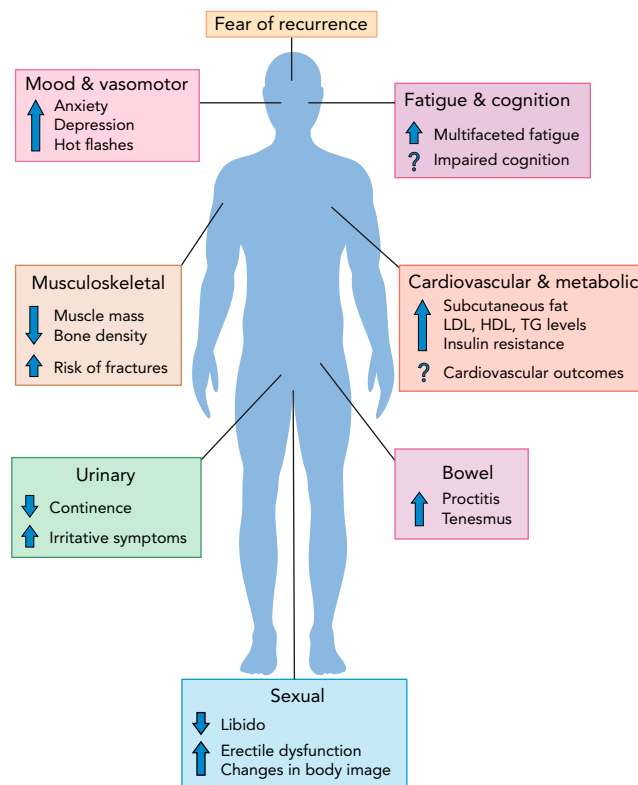 Fear of recurrence
Mood & vasomotor
Anxiety
Depression
Hot flashes
Fatigue & cognition
Multifaceted fatigue
? Impaired cognition
Musculoskeletal
Muscle mass
Bone density
Risk of fractures
Cardiovascular & metabolic
Subcutaneous fat
LDL, HDL, TG levels
Insulin resistance
? Cardiovascular outcomes
Urinary
Continence
Irritative symptoms
Bowel
Proctitis
Tenesmus
Sexual
Libido
Erectile dysfunction
Changes in body image